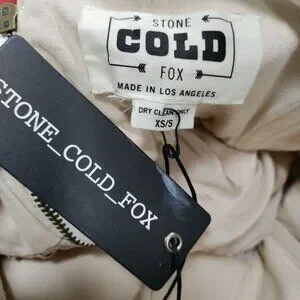 STONE
COLD
FOX
MADE IN LOS ANGELES
DRY CLEAN ONLY
XS/S
STONE_COLD_FOX